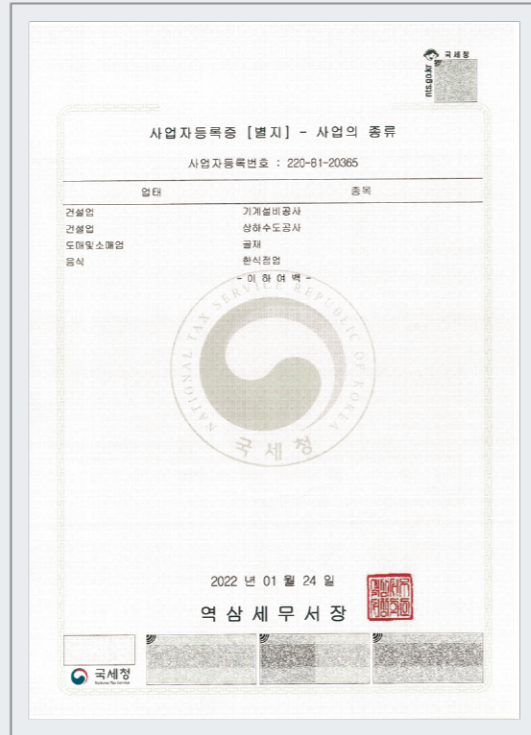 국세청
nts.go.kr
사업자등록증 [별지] - 사업의 종류
사업자등록번호 : 220-81-20365
업태 종목
건설업 기계설비공사
건설업 상하수도공사
도매및소매업 골재
음식 한식점업
- 이 하 여 백 -
NATIONAL TAX SERVICE REPUBLIC OF KOREA
국세청
2022 년 01 월 24 일
역삼세무서장
국세청
National Tax Service